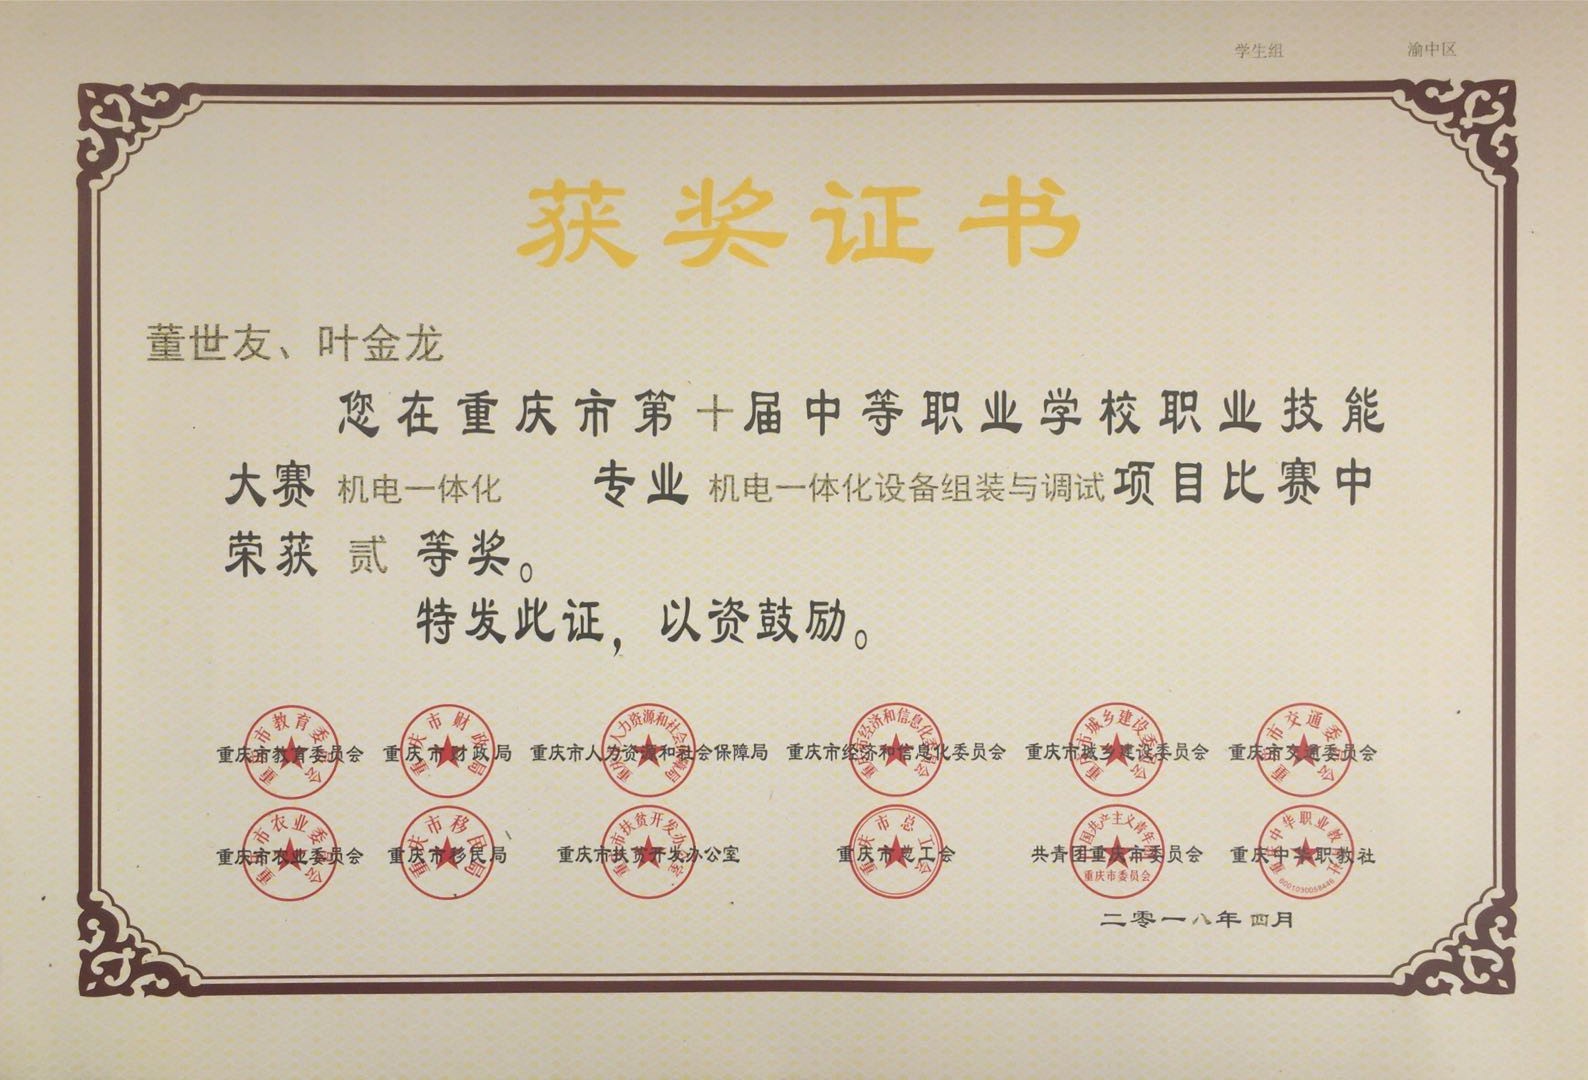 学生组 渝中区
获奖证书
董世友、叶金龙
您在重庆市第十届中等职业学校职业技能
大赛 机电一体化 专业 机电一体化设备组装与调试 项目比赛中
荣获 贰 等奖。
特发此证，以资鼓励。
重庆市教育委员会 重庆市财政局 重庆市人力资源和社会保障局 重庆市经济和信息化委员会 重庆市城乡建设委员会 重庆市交通委员会
重庆市农业委员会 重庆市移民局 重庆市扶贫开发办公室 重庆市总工会 共青团重庆市委员会 重庆中华职教社
二零一八年四月